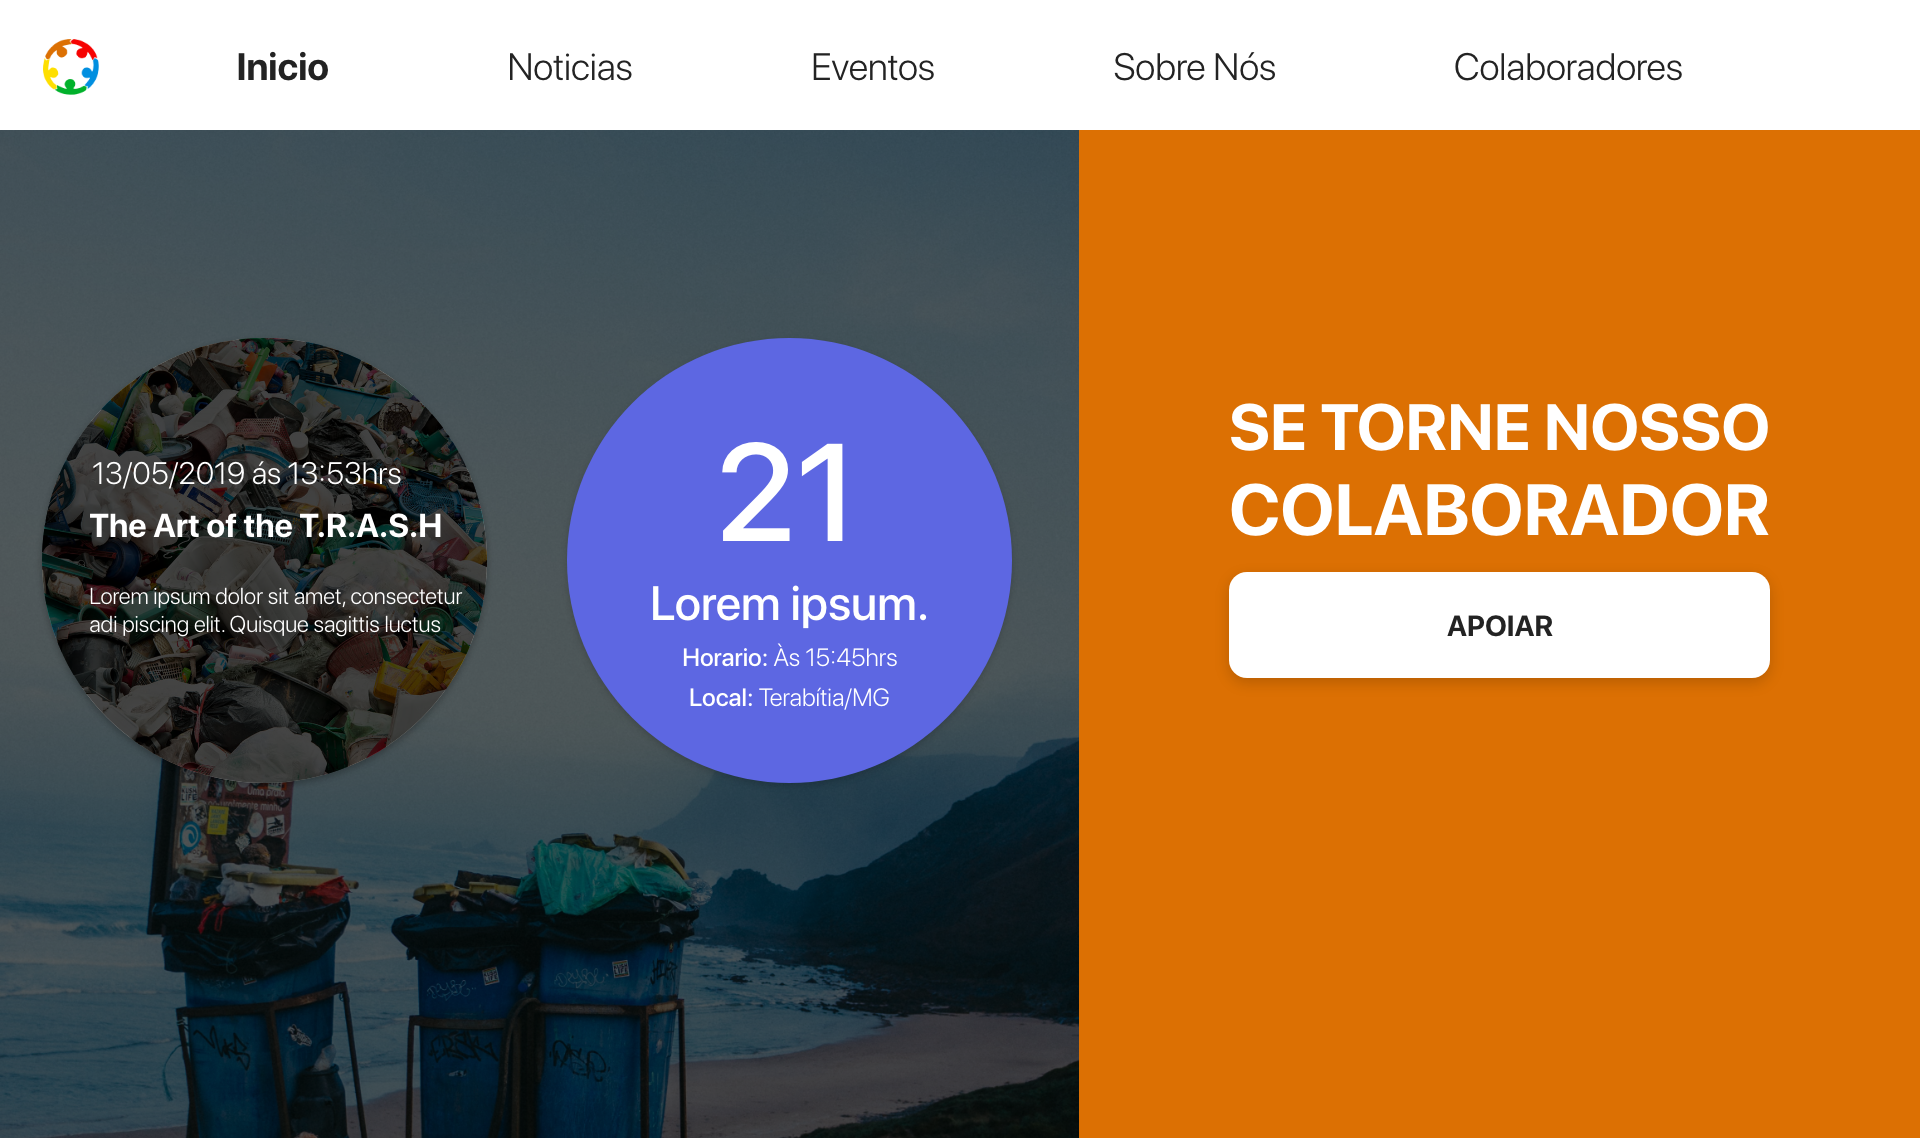 Inicio
Noticias
Eventos
Sobre Nós
Colaboradores
13/05/2019 ás 13:53hrs
The Art of the T.R.A.S.H
Lorem ipsum dolor sit amet, consectetur
adi piscing elit. Quisque sagittis luctus
21
Lorem ipsum.
Horario: Às 15:45hrs
Local: Terabítia/MG
SE TORNE NOSSO
COLABORADOR
APOIAR